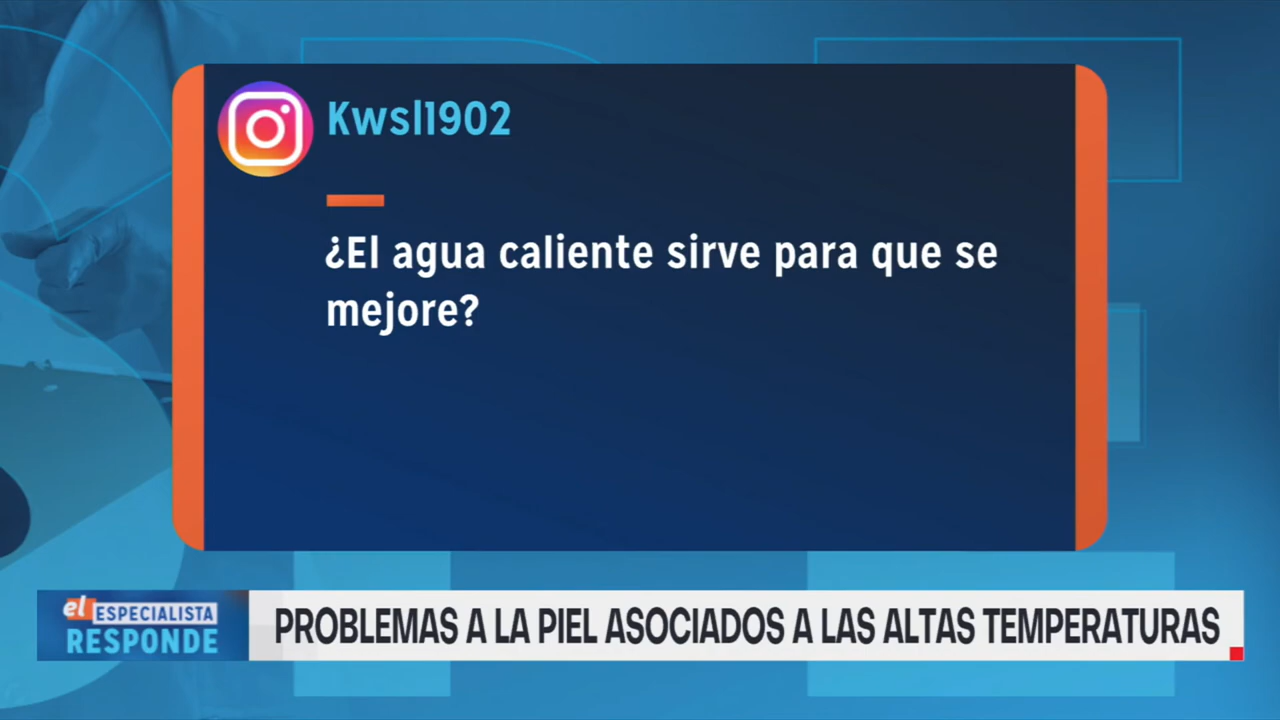 Kwsl1902
¿El agua caliente sirve para que se
mejore?
el ESPECIALISTA
RESPONDE
PROBLEMAS A LA PIEL ASOCIADOS A LAS ALTAS TEMPERATURAS